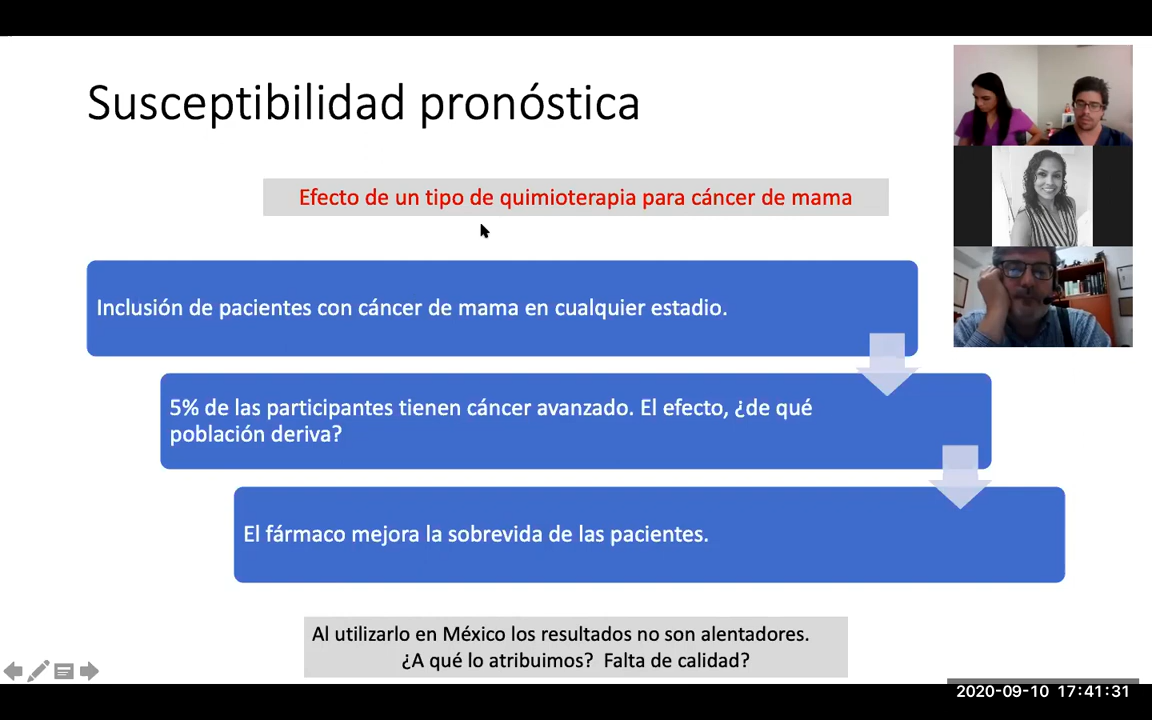 Susceptibilidad pronóstica
Efecto de un tipo de quimioterapia para cáncer de mama
Inclusión de pacientes con cáncer de mama en cualquier estadio.
5% de las participantes tienen cáncer avanzado. El efecto, ¿de qué
población deriva?
El fármaco mejora la sobrevida de las pacientes.
Al utilizarlo en México los resultados no son alentadores.
¿A qué lo atribuimos? Falta de calidad?
2020-09-10 17:41:31